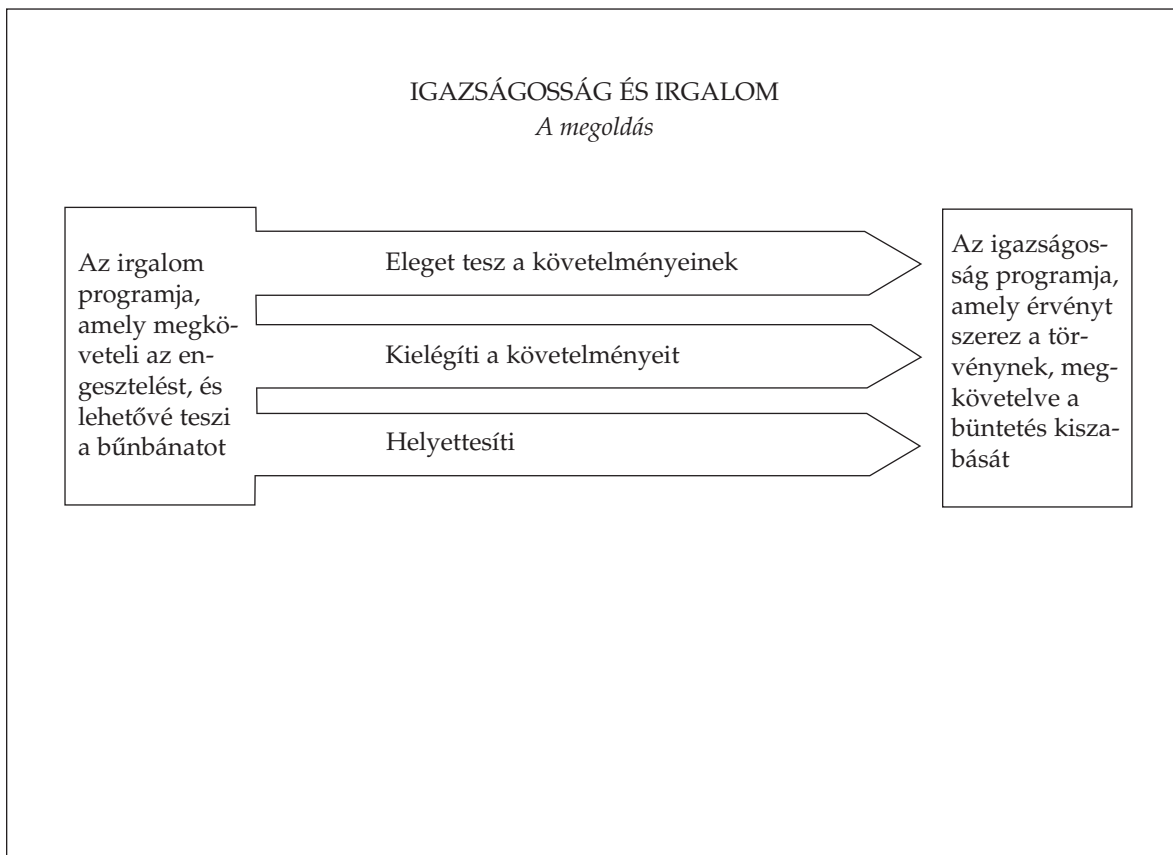 IGAZSÁGOSSÁG ÉS IRGALOM
A megoldás
Az irgalom
programja,
amely megkö-
veteli az en-
gesztelést, és
lehetővé teszi
a bűnbánatot
Eleget tesz a követelményeinek
Kielégíti a követelményeit
Helyettesíti
Az igazságos-
ság programja,
amely érvényt
szerez a tör-
vénynek, meg-
követelve a
büntetés kisza-
bását